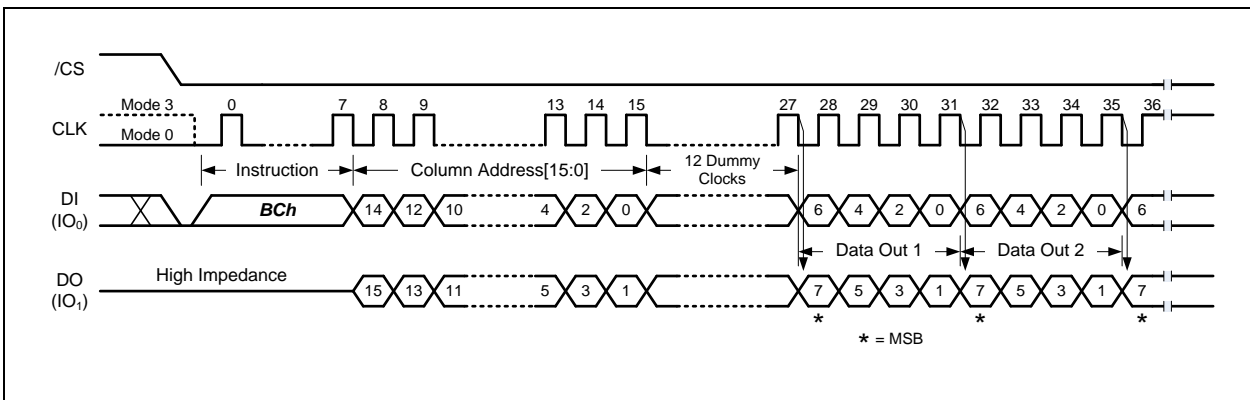 /CS
Mode 3 0 7 8 9 13 14 15 27 28 29 30 31 32 33 34 35 36
CLK
Mode 0
Instruction Column Address[15:0] 12 Dummy
Clocks
DI
(IO0) BCh 14 12 10 4 2 0 6 4 2 0 6 4 2 0 6
Data Out 1 Data Out 2
High Impedance
DO
(IO1) 15 13 11 5 3 1 7 5 3 1 7 5 3 1 7
* * *
* = MSB